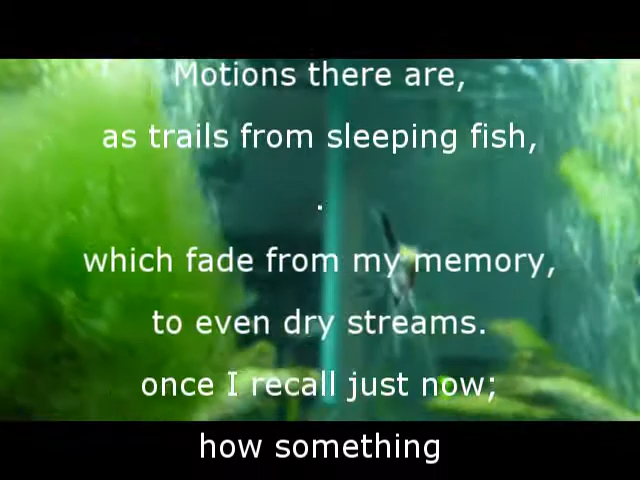 Motions there are,
as trails from sleeping fish,
.
which fade from my memory,
to even dry streams.
once I recall just now;
how something